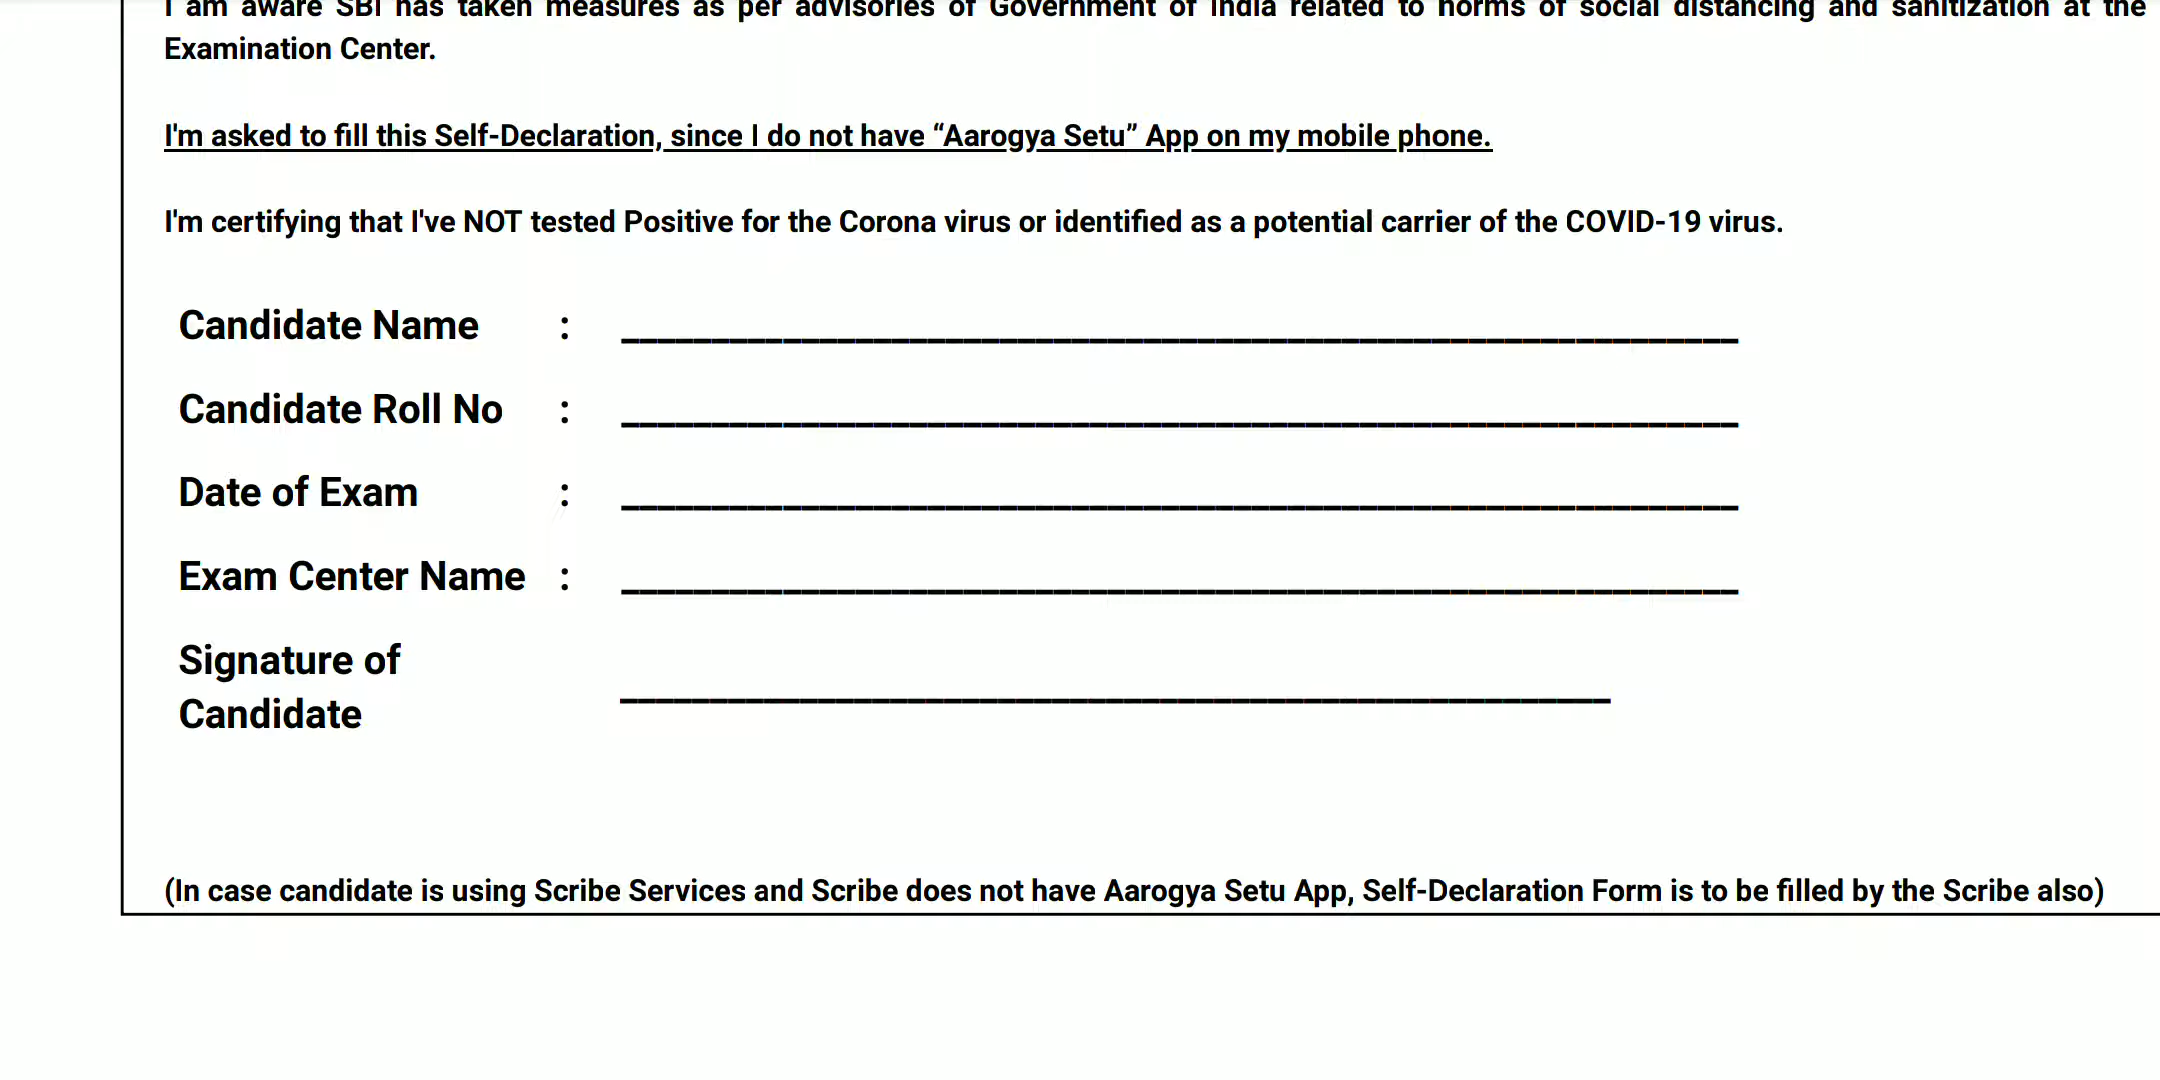 I am aware SBI has taken measures as per advisories of Government of India related to norms of social distancing and sanitization at the
Examination Center.
I'm asked to fill this Self-Declaration, since I do not have “Aarogya Setu” App on my mobile phone.
I'm certifying that I've NOT tested Positive for the Corona virus or identified as a potential carrier of the COVID-19 virus.
Candidate Name :
Candidate Roll No :
Date of Exam :
Exam Center Name :
Signature of
Candidate
(In case candidate is using Scribe Services and Scribe does not have Aarogya Setu App, Self-Declaration Form is to be filled by the Scribe also)